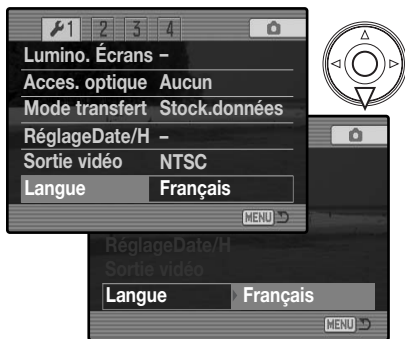 1 2 3 4
Lumino. Écrans –
Acces. optique Aucun
Mode transfert Stock.données
RéglageDate/H –
Sortie vidéo NTSC
Langue Français
MENU
RéglageDate/H
Sortie vidéo
Langue Français
MENU